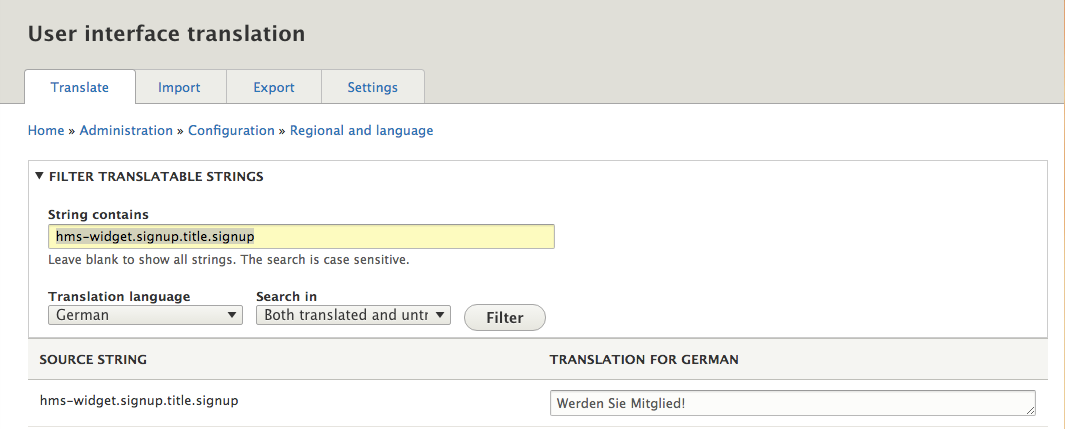 User interface translation
Translate Import Export Settings
Home » Administration » Configuration » Regional and language
▼ FILTER TRANSLATABLE STRINGS
String contains
hms-widget.signup.title.signup
Leave blank to show all strings. The search is case sensitive.
Translation language Search in
German Both translated and untr Filter
SOURCE STRING TRANSLATION FOR GERMAN
hms-widget.signup.title.signup Werden Sie Mitglied!